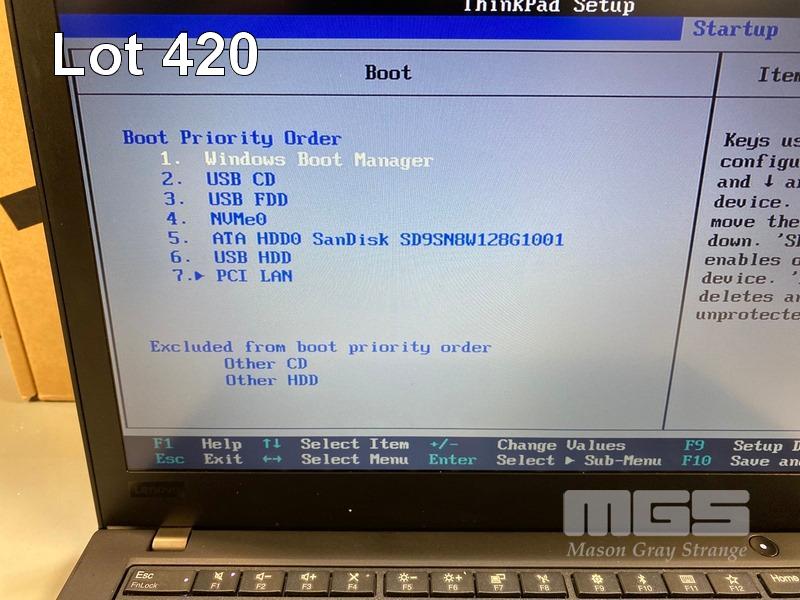 ThinkPad Setup
Startup
Lot 420
Boot
Item
Boot Priority Order
1. Windows Boot Manager
2. USB CD
3. USB FDD
4. NVMe0
5. ATA HDD0 SanDisk SD9SN8W128G1001
6. USB HDD
7.▶ PCI LAN
Excluded from boot priority order
Other CD
Other HDD
Keys us
configu
and ↓ a
device.
move the
down. 'S
enables o
device. '
deletes an
unprotecte
F1 Help ↑↓ Select Item +/- Change Values F9 Setup D
Esc Exit ↔ Select Menu Enter Select ▶ Sub-Menu F10 Save an
Lenovo
MGS
Mason Gray Strange
Esc
FnLock
F1
F2
F3
F4
F5
F6
F7
F8
F9
F10
F11
F12
Home